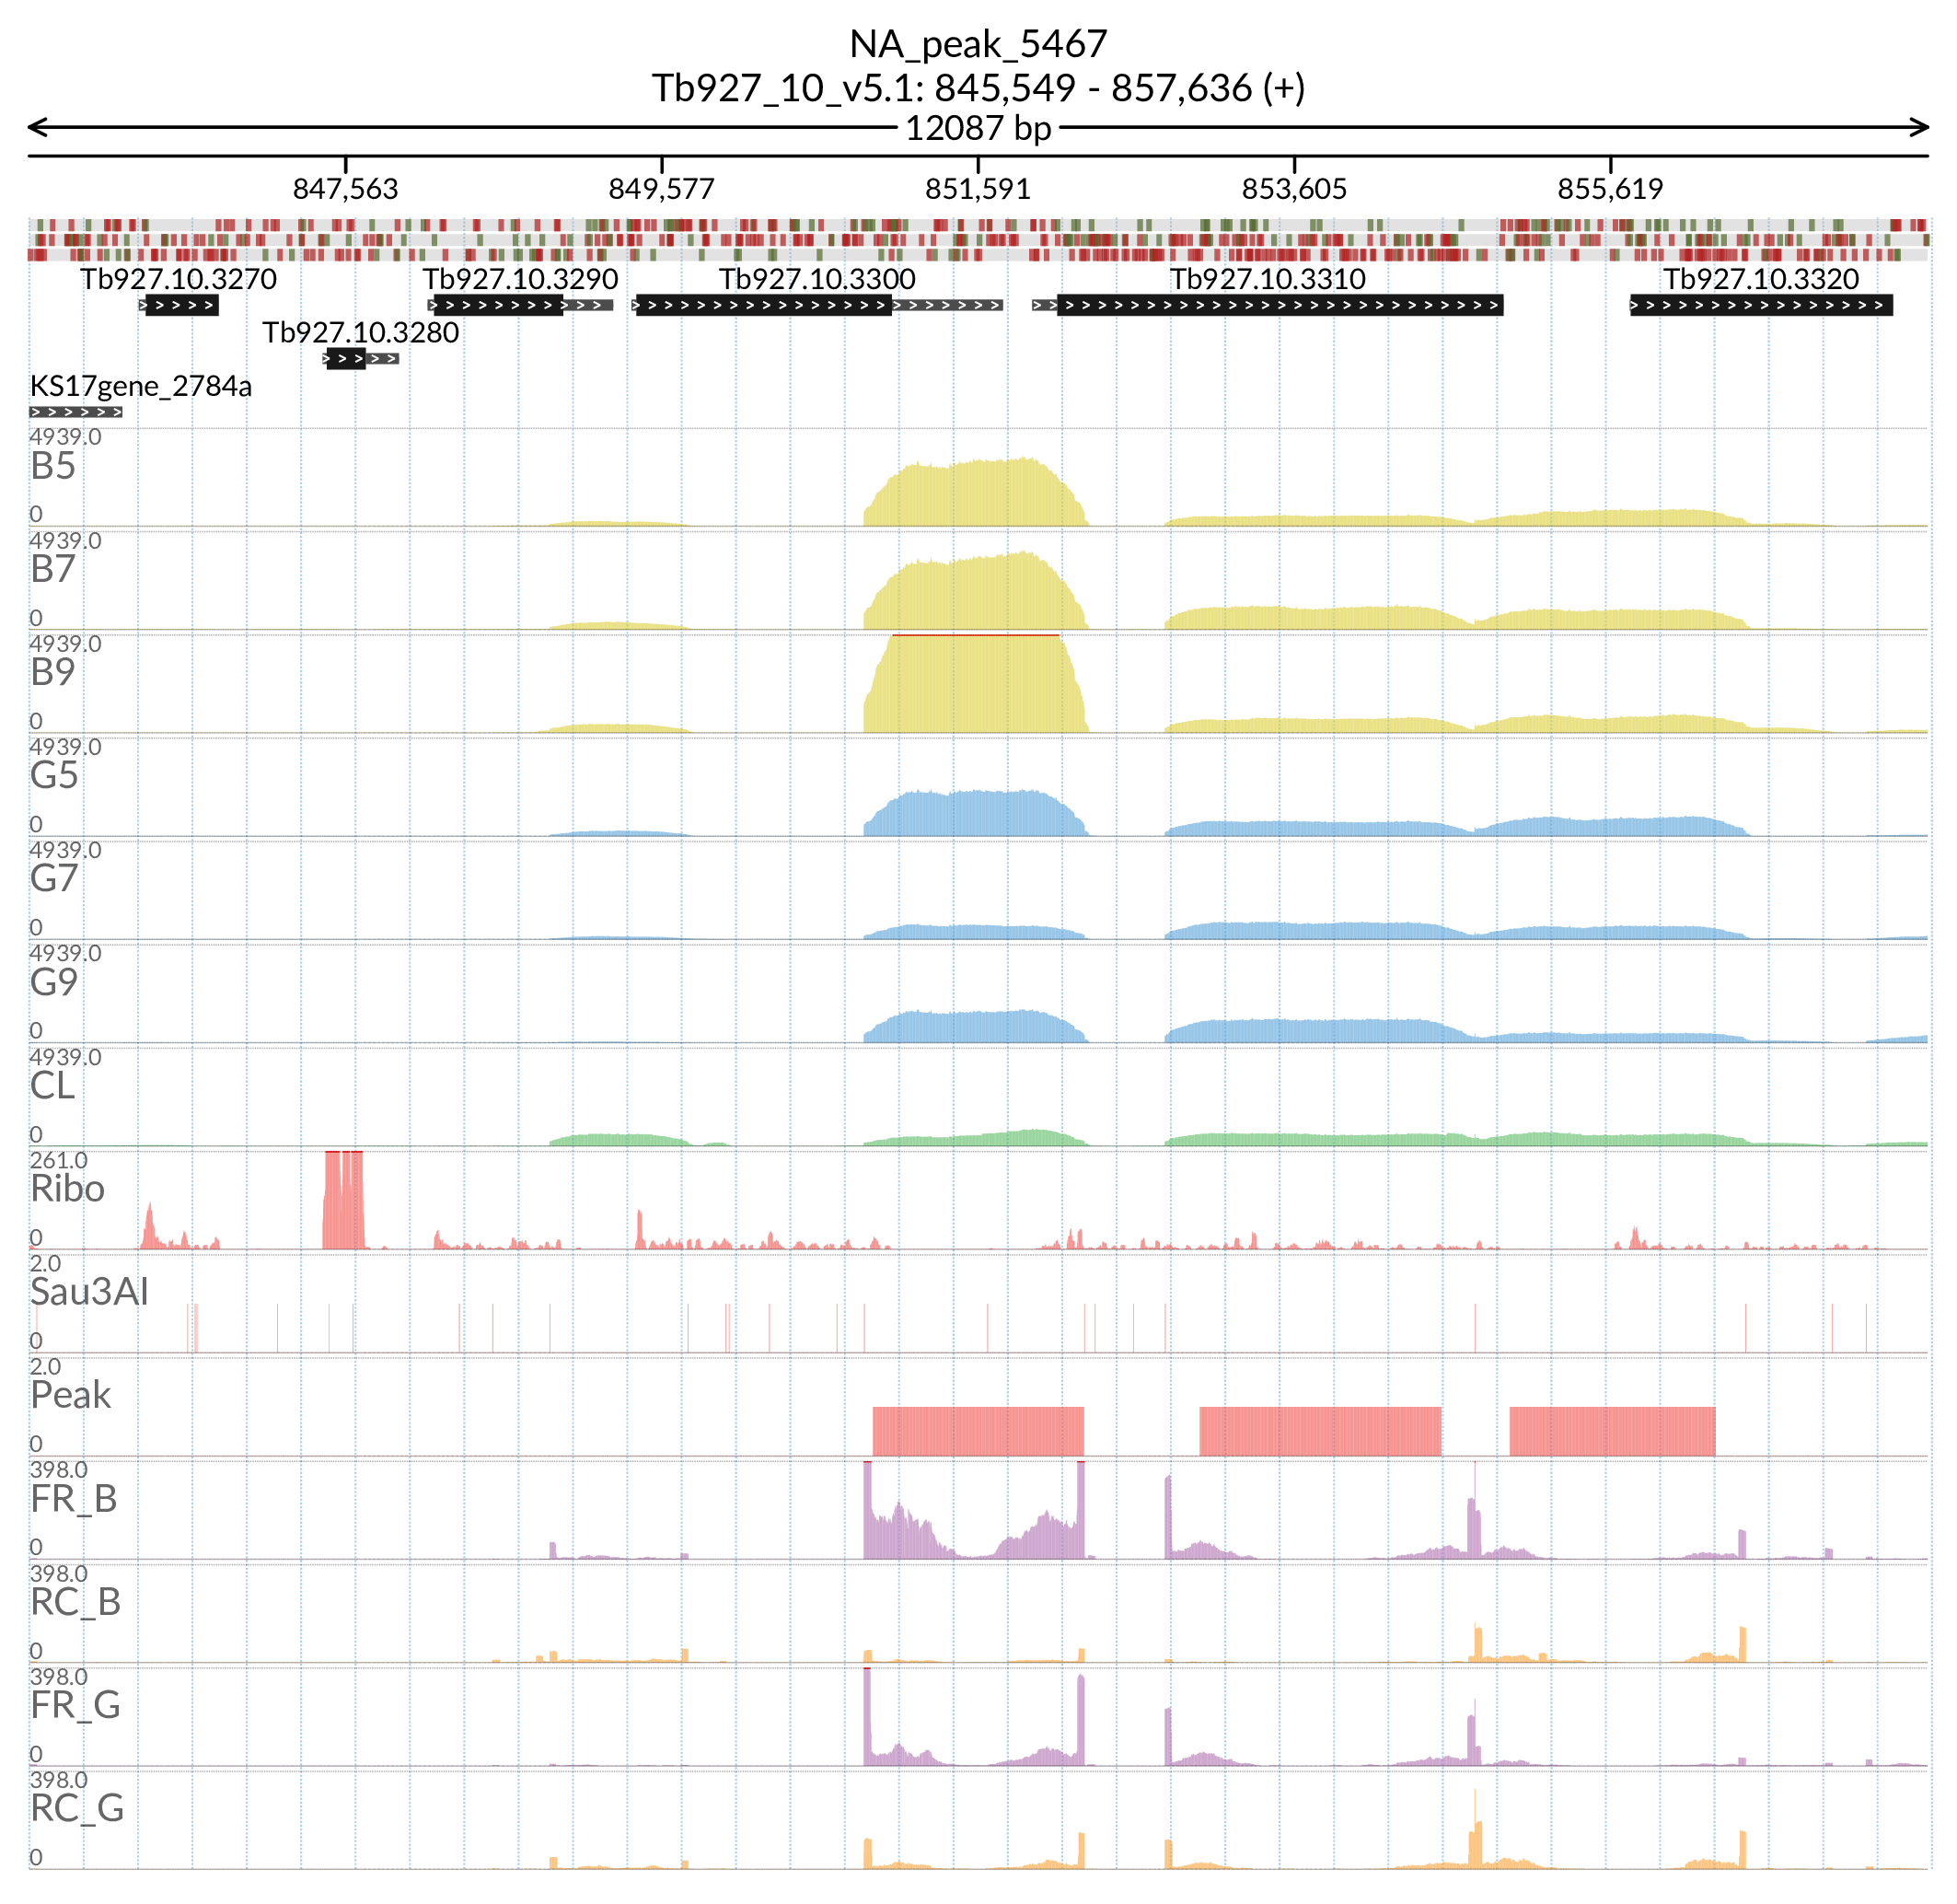 NA_peak_5467
Tb927_10_v5.1: 845,549 - 857,636 (+)
12087 bp
847,563 849,577 851,591 853,605 855,619
Tb927.10.3270 Tb927.10.3290 Tb927.10.3300 Tb927.10.3310 Tb927.10.3320
Tb927.10.3280
KS17gene_2784a
4939.0
B5
0
4939.0
B7
0
4939.0
B9
0
4939.0
G5
0
4939.0
G7
0
4939.0
G9
0
4939.0
CL
0
261.0
Ribo
0
2.0
Sau3AI
0
2.0
Peak
0
398.0
FR_B
0
398.0
RC_B
0
398.0
FR_G
0
398.0
RC_G
0